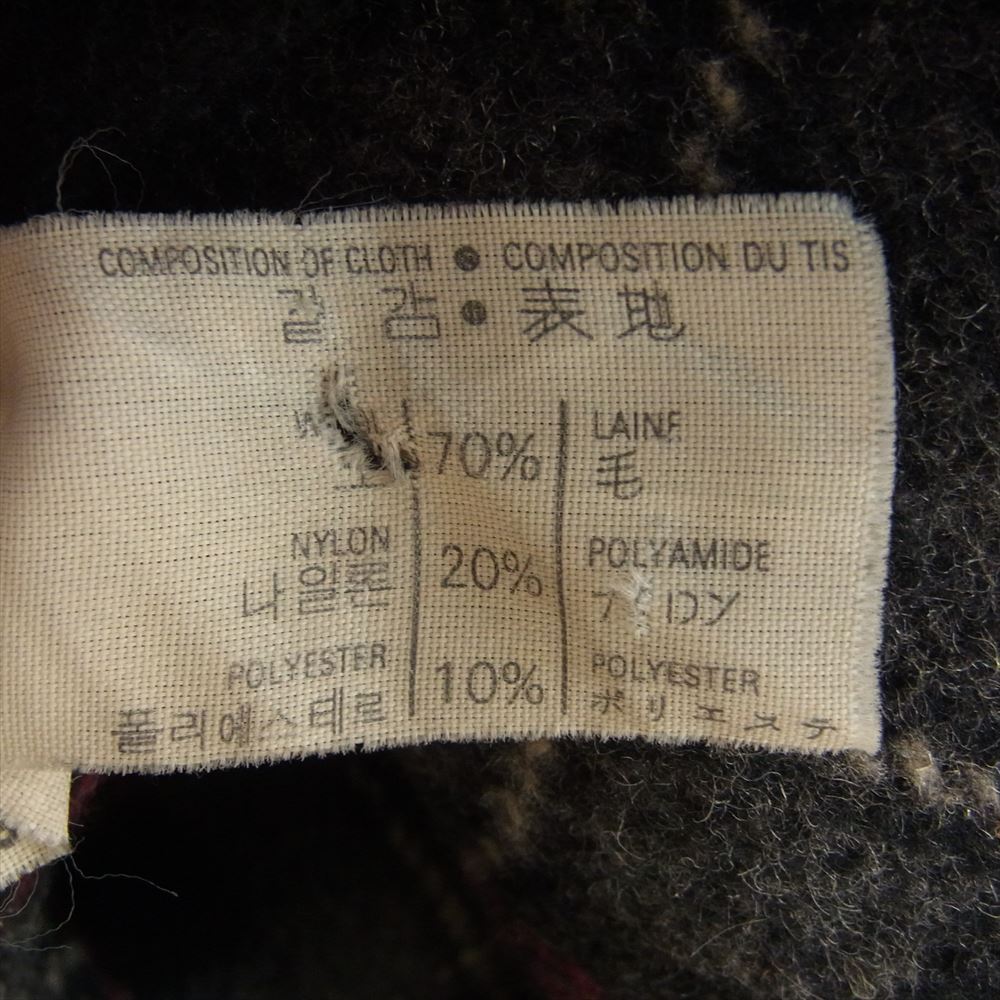 COMPOSITION OF CLOTH ● COMPOSITION DU TIS
겉 감 ● 表 地
70% LAINE
毛
NYLON 20% POLYAMIDE
나일론
POLYESTER 10% POLYESTER
폴리에스테르 ポリエステ